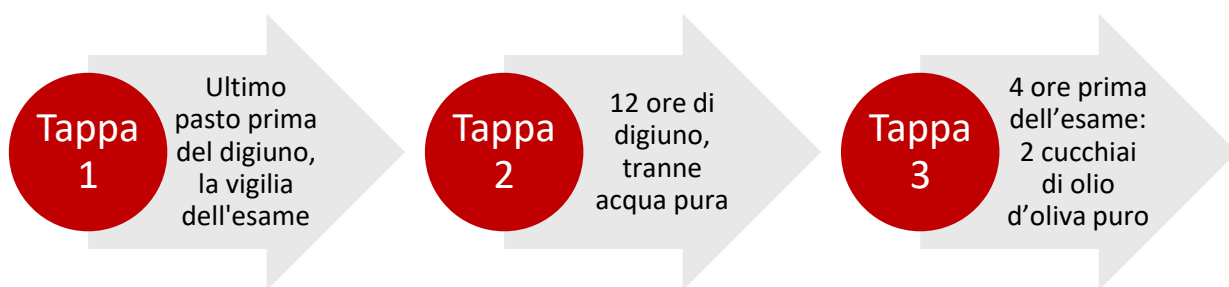 Tappa
1
Ultimo
pasto prima
del digiuno,
la vigilia
dell'esame
Tappa
2
12 ore di
digiuno,
tranne
acqua pura
Tappa
3
4 ore prima
dell’esame:
2 cucchiai
di olio
d’oliva puro